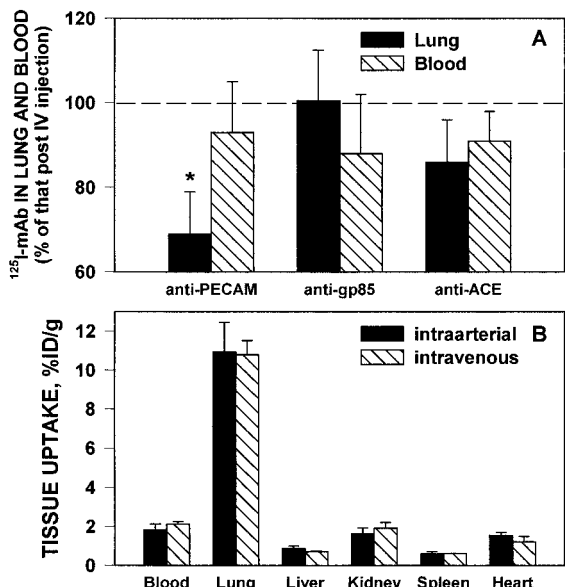 125I-mAb IN LUNG AND BLOOD
(% of that post IV injection)
120
100
80
60
Lung
Blood
A
*
anti-PECAM anti-gp85 anti-ACE
TISSUE UPTAKE, %ID/g
12
10
8
6
4
2
0
intraarterial
intravenous
B
Blood Lung Liver Kidney Spleen Heart